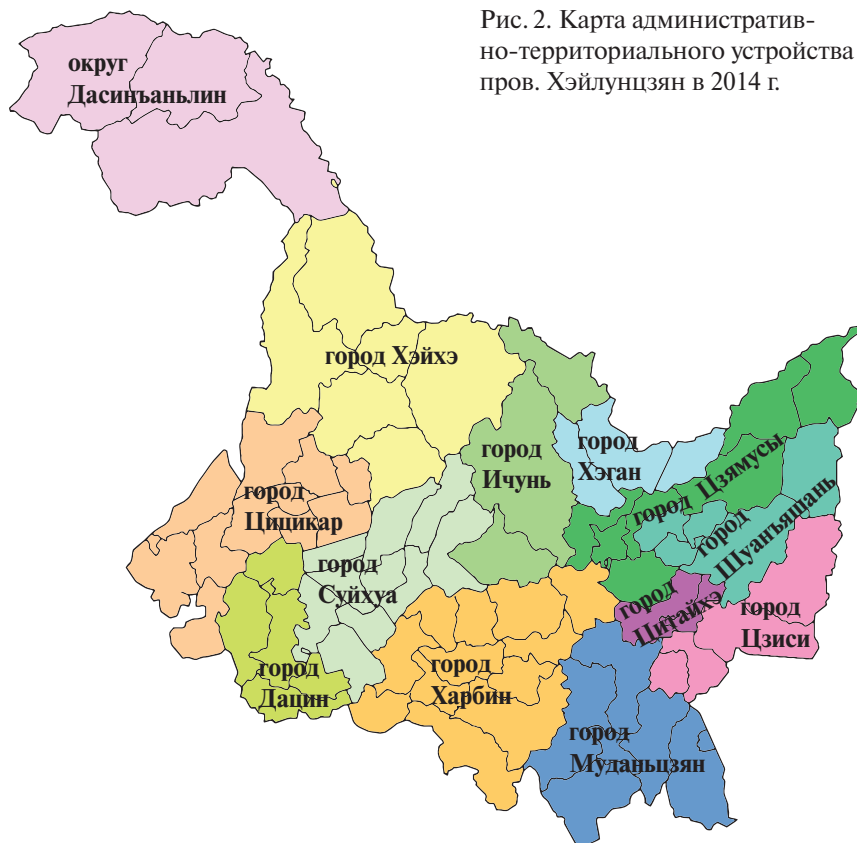 Рис. 2. Карта административ-
но-территориального устройства
пров. Хэйлунцзян в 2014 г.
округ
Дасинъаньлин
город Хэйхэ
город
Ичунь
город
Хэган
город Цзямусы
город
Шуанъяшань
город
Цицикар
город
Суйхуа
город
Цитайхэ
город
Цзиси
город
Дацин
город
Харбин
город
Муданьцзян